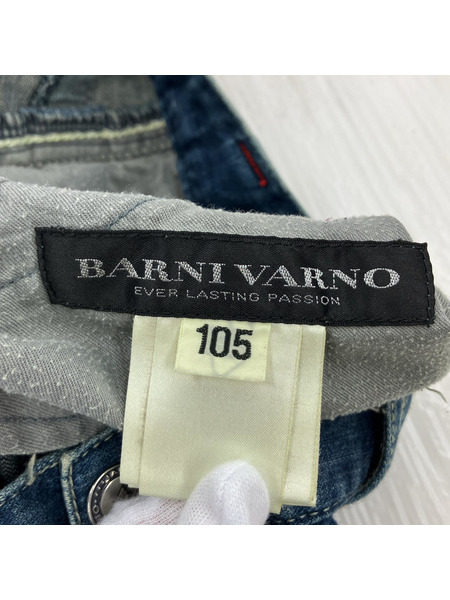 BARNI VARNO
EVER LASTING PASSION
105